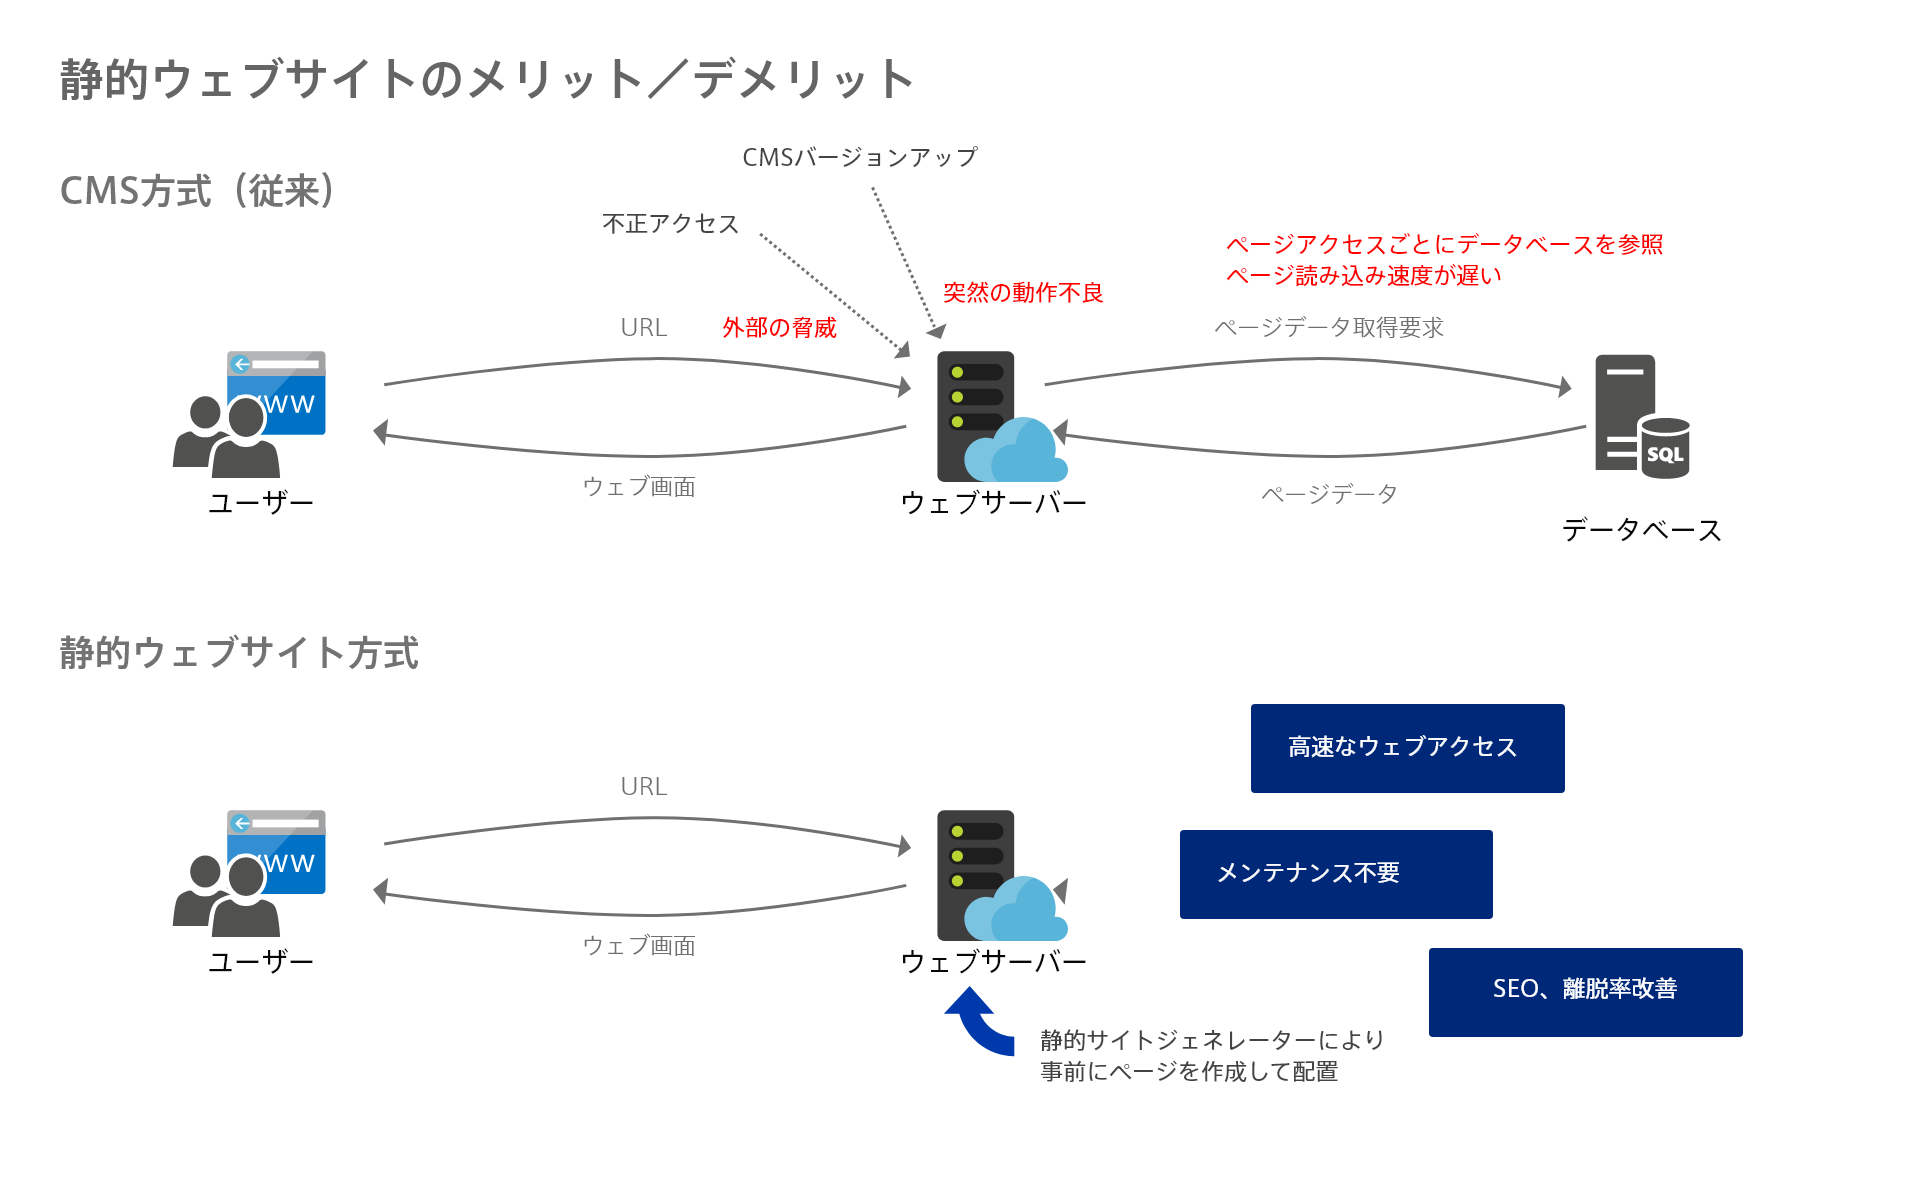 静的ウェブサイトのメリット／デメリット
CMSバージョンアップ
CMS方式（従来）
不正アクセス
ページアクセスごとにデータベースを参照
ページ読み込み速度が遅い
突然の動作不良
URL
外部の脅威
ページデータ取得要求
WWW
SQL
ウェブ画面
ページデータ
ユーザー
ウェブサーバー
データベース
静的ウェブサイト方式
高速なウェブアクセス
URL
メンテナンス不要
WWW
ウェブ画面
ユーザー
ウェブサーバー
SEO、離脱率改善
静的サイトジェネレーターにより
事前にページを作成して配置